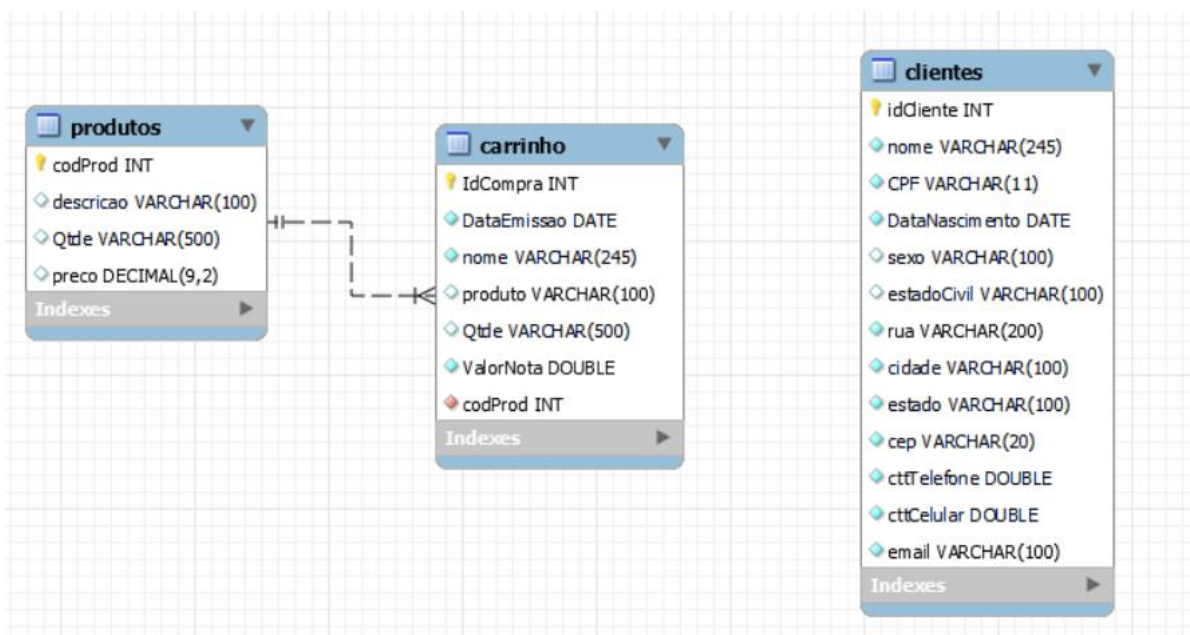 produtos
codProd INT
descricao VARCHAR(100)
Qtde VARCHAR(500)
preco DECIMAL(9,2)
Indexes
carrinho
IdCompra INT
DataEmissao DATE
nome VARCHAR(245)
produto VARCHAR(100)
Qtde VARCHAR(500)
ValorNota DOUBLE
codProd INT
Indexes
clientes
idCliente INT
nome VARCHAR(245)
CPF VARCHAR(11)
DataNascimento DATE
sexo VARCHAR(100)
estadoCivil VARCHAR(100)
rua VARCHAR(200)
cidade VARCHAR(100)
estado VARCHAR(100)
cep VARCHAR(20)
cttTelefone DOUBLE
cttCelular DOUBLE
email VARCHAR(100)
Indexes